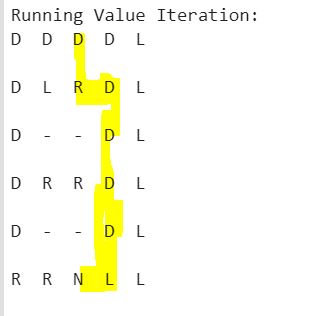 Running Value Iteration:
D D D D L
D L R D L
D - - D L
D R R D L
D - - D L
R R N L L